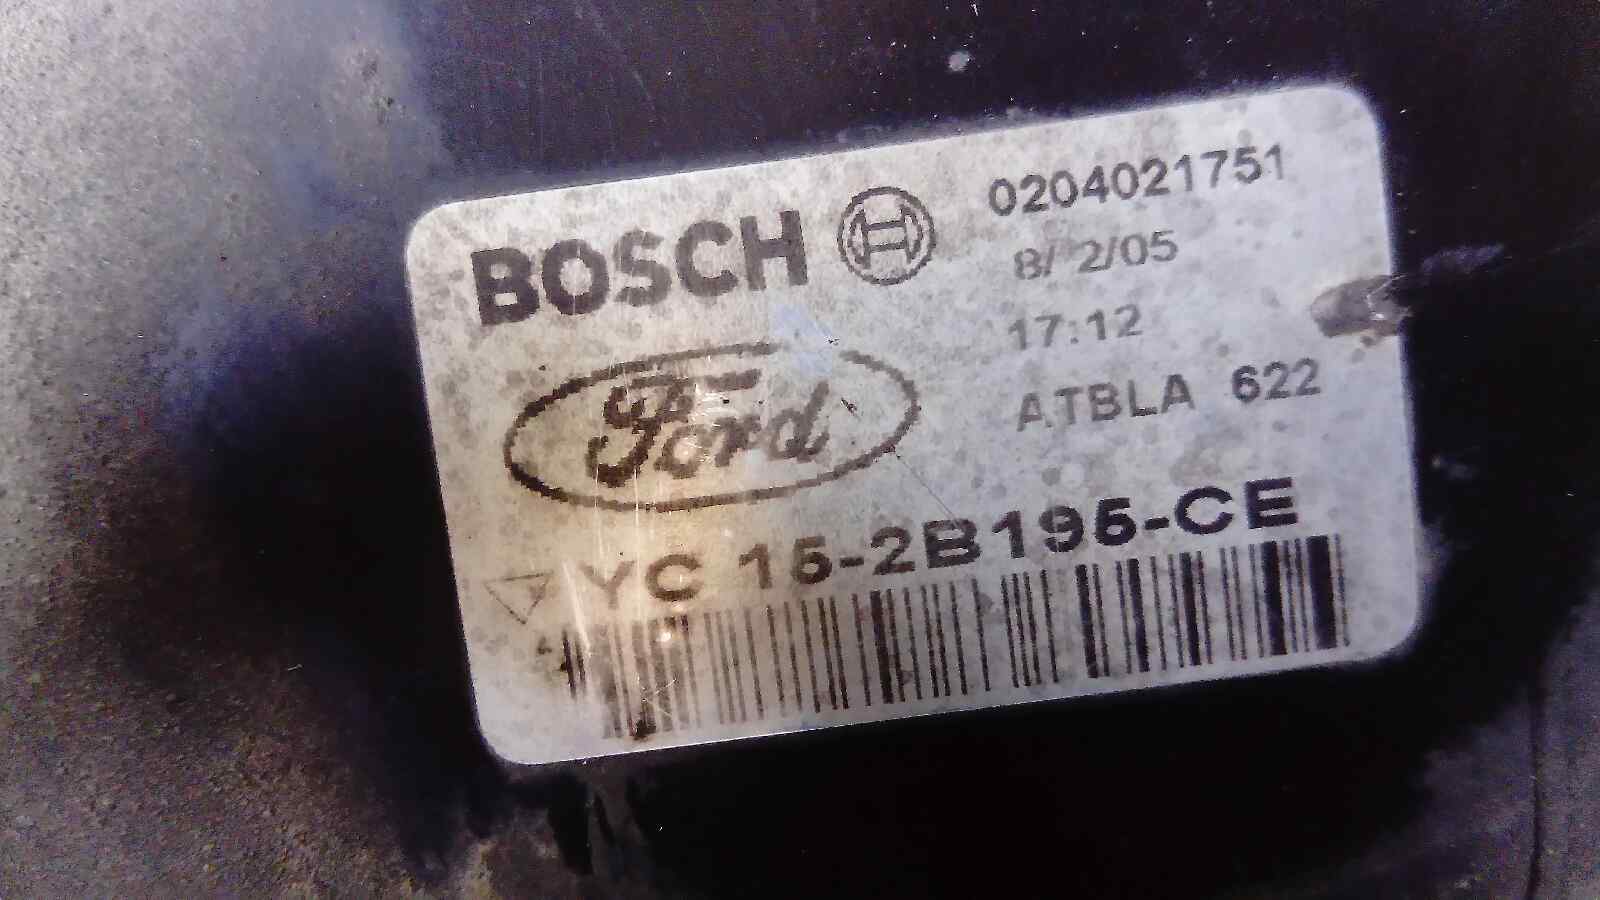 BOSCH
0204021751
8/ 2/05
17:12
Ford
ATBLA 622
YC 15-2B195-CE